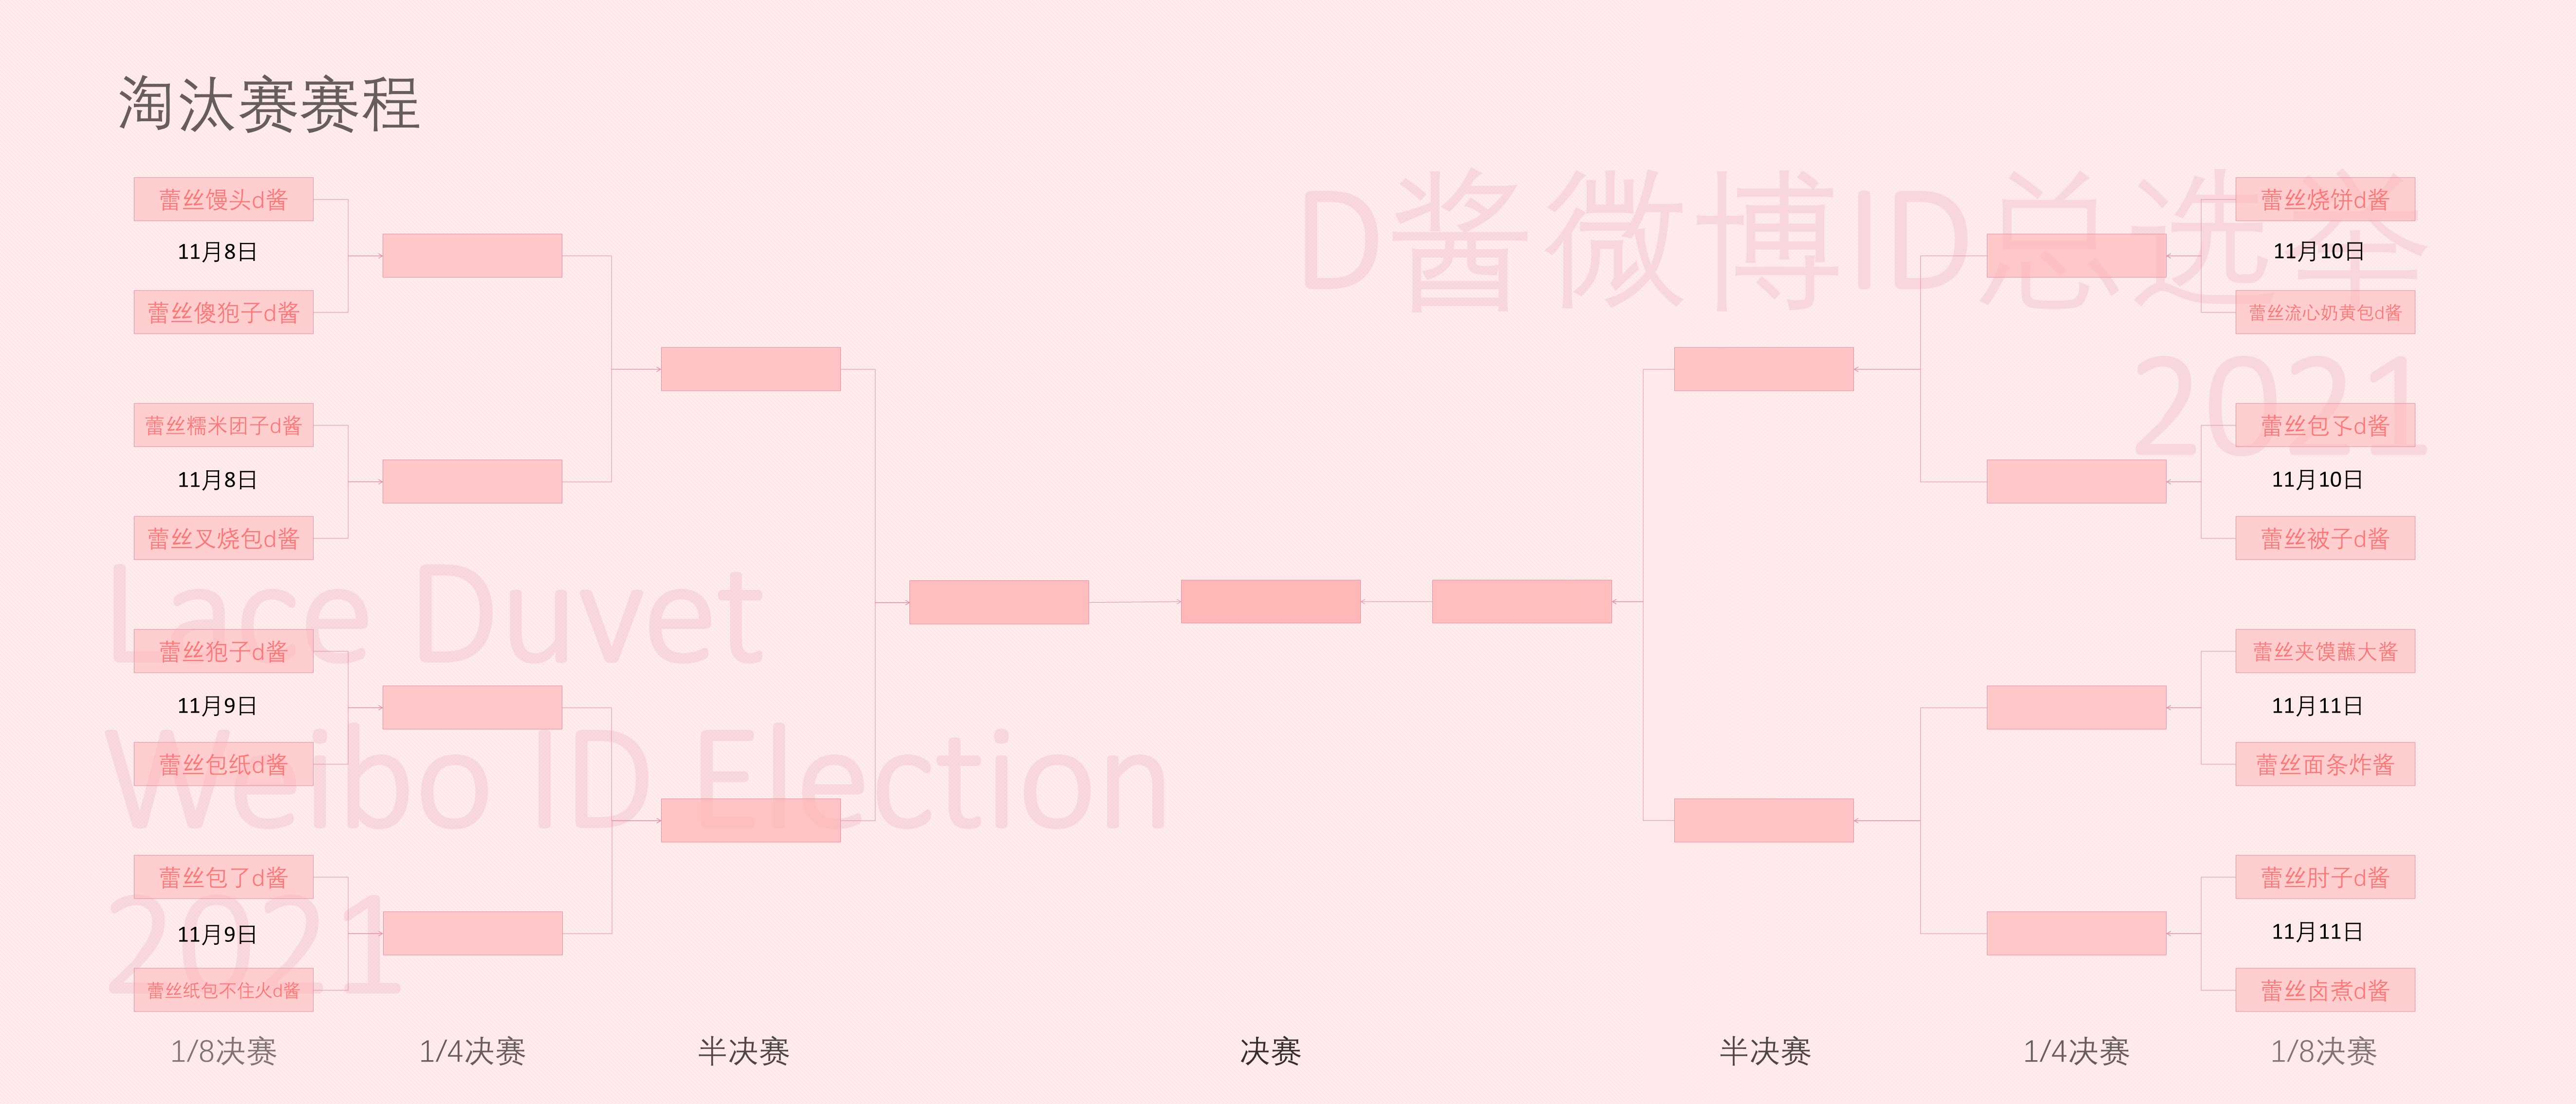 淘汰赛赛程
D酱微博ID总选举
2021
Lace Duvet
Weibo ID Election
2021
蕾丝馒头d酱
11月8日
蕾丝傻狍子d酱
蕾丝糯米团子d酱
11月8日
蕾丝叉烧包d酱
蕾丝狍子d酱
11月9日
蕾丝包纸d酱
蕾丝包了d酱
11月9日
蕾丝纸包不住火d酱
蕾丝烧饼d酱
11月10日
蕾丝流心奶黄包d酱
蕾丝包孓d酱
11月10日
蕾丝被子d酱
蕾丝夹馍蘸大酱
11月11日
蕾丝面条炸酱
蕾丝肘子d酱
11月11日
蕾丝卤煮d酱
1/8决赛
1/4决赛
半决赛
决赛
半决赛
1/4决赛
1/8决赛